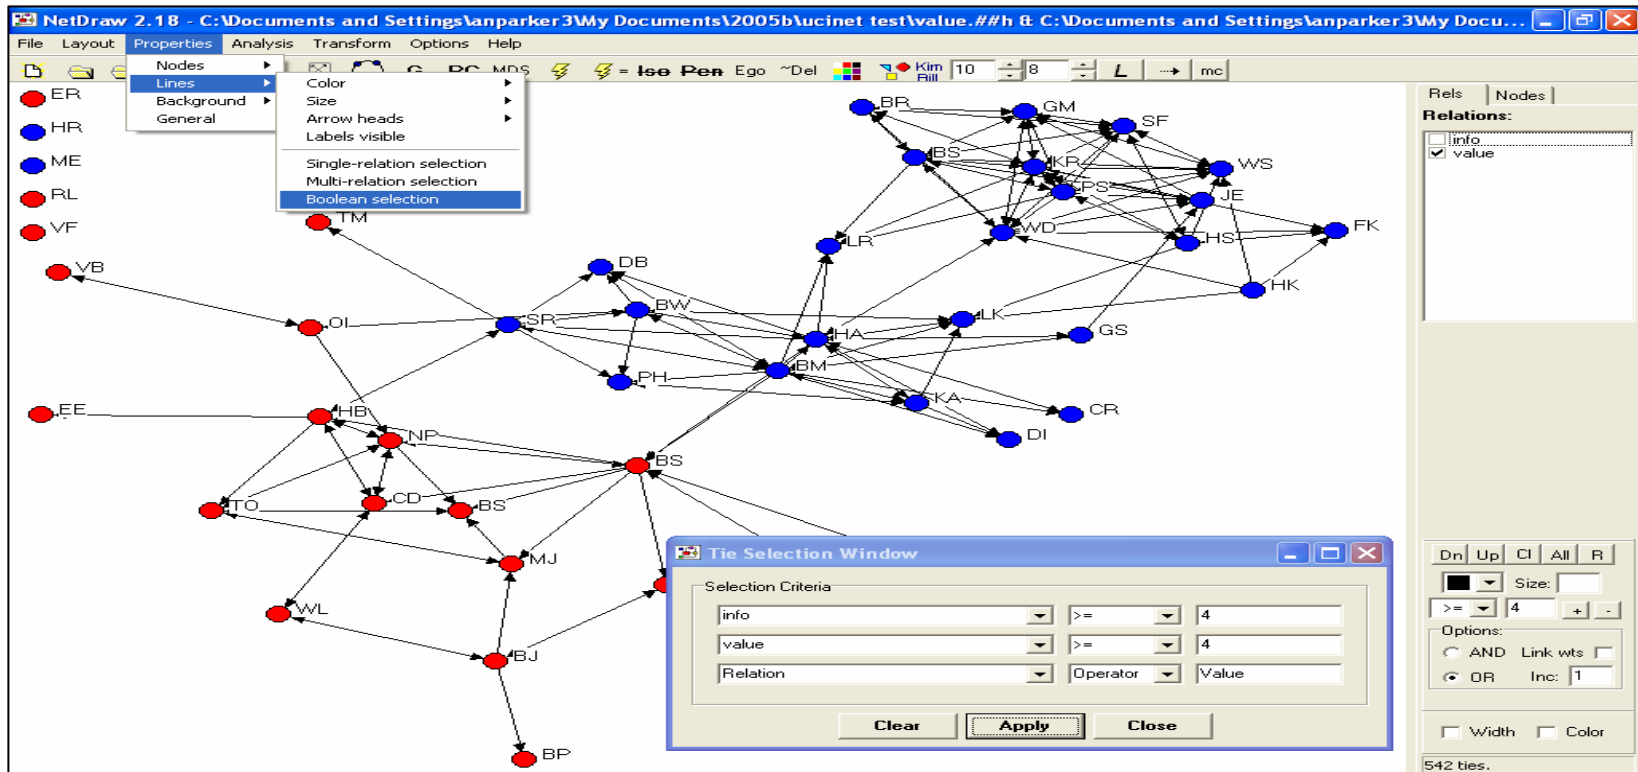 NetDraw 2.18 - C:\Documents and Settings\anparker3\My Documents\2005b\ucinet test\value.##h & C:\Documents and Settings\anparker3\My Docu...
File Layout Properties Analysis Transform Options Help
Nodes
Lines
Background
General
Color
Size
Arrow heads
Labels visible
Single-relation selection
Multi-relation selection
Boolean selection
MDS = Iso Pen Ego ~Del Kim Bill 10 8 L mc
ER
HR
ME
RL
VF
VB
TM
OI
EE
HB
NP
TO
CD
BS
MJ
WL
BJ
BP
BS
SR
DB
BW
PH
HA
BM
LR
LK
KA
GS
CR
DI
BR
BS
GM
SF
KR
PS
WS
JE
WD
HS
FK
HK
Rels Nodes
Relations:
info
value
Dn Up Cl All R
Size:
>= 4 + -
Options:
AND Link wts
OR Inc: 1
Width Color
542 ties.
Tie Selection Window
Selection Criteria
info >= 4
value >= 4
Relation Operator Value
Clear Apply Close